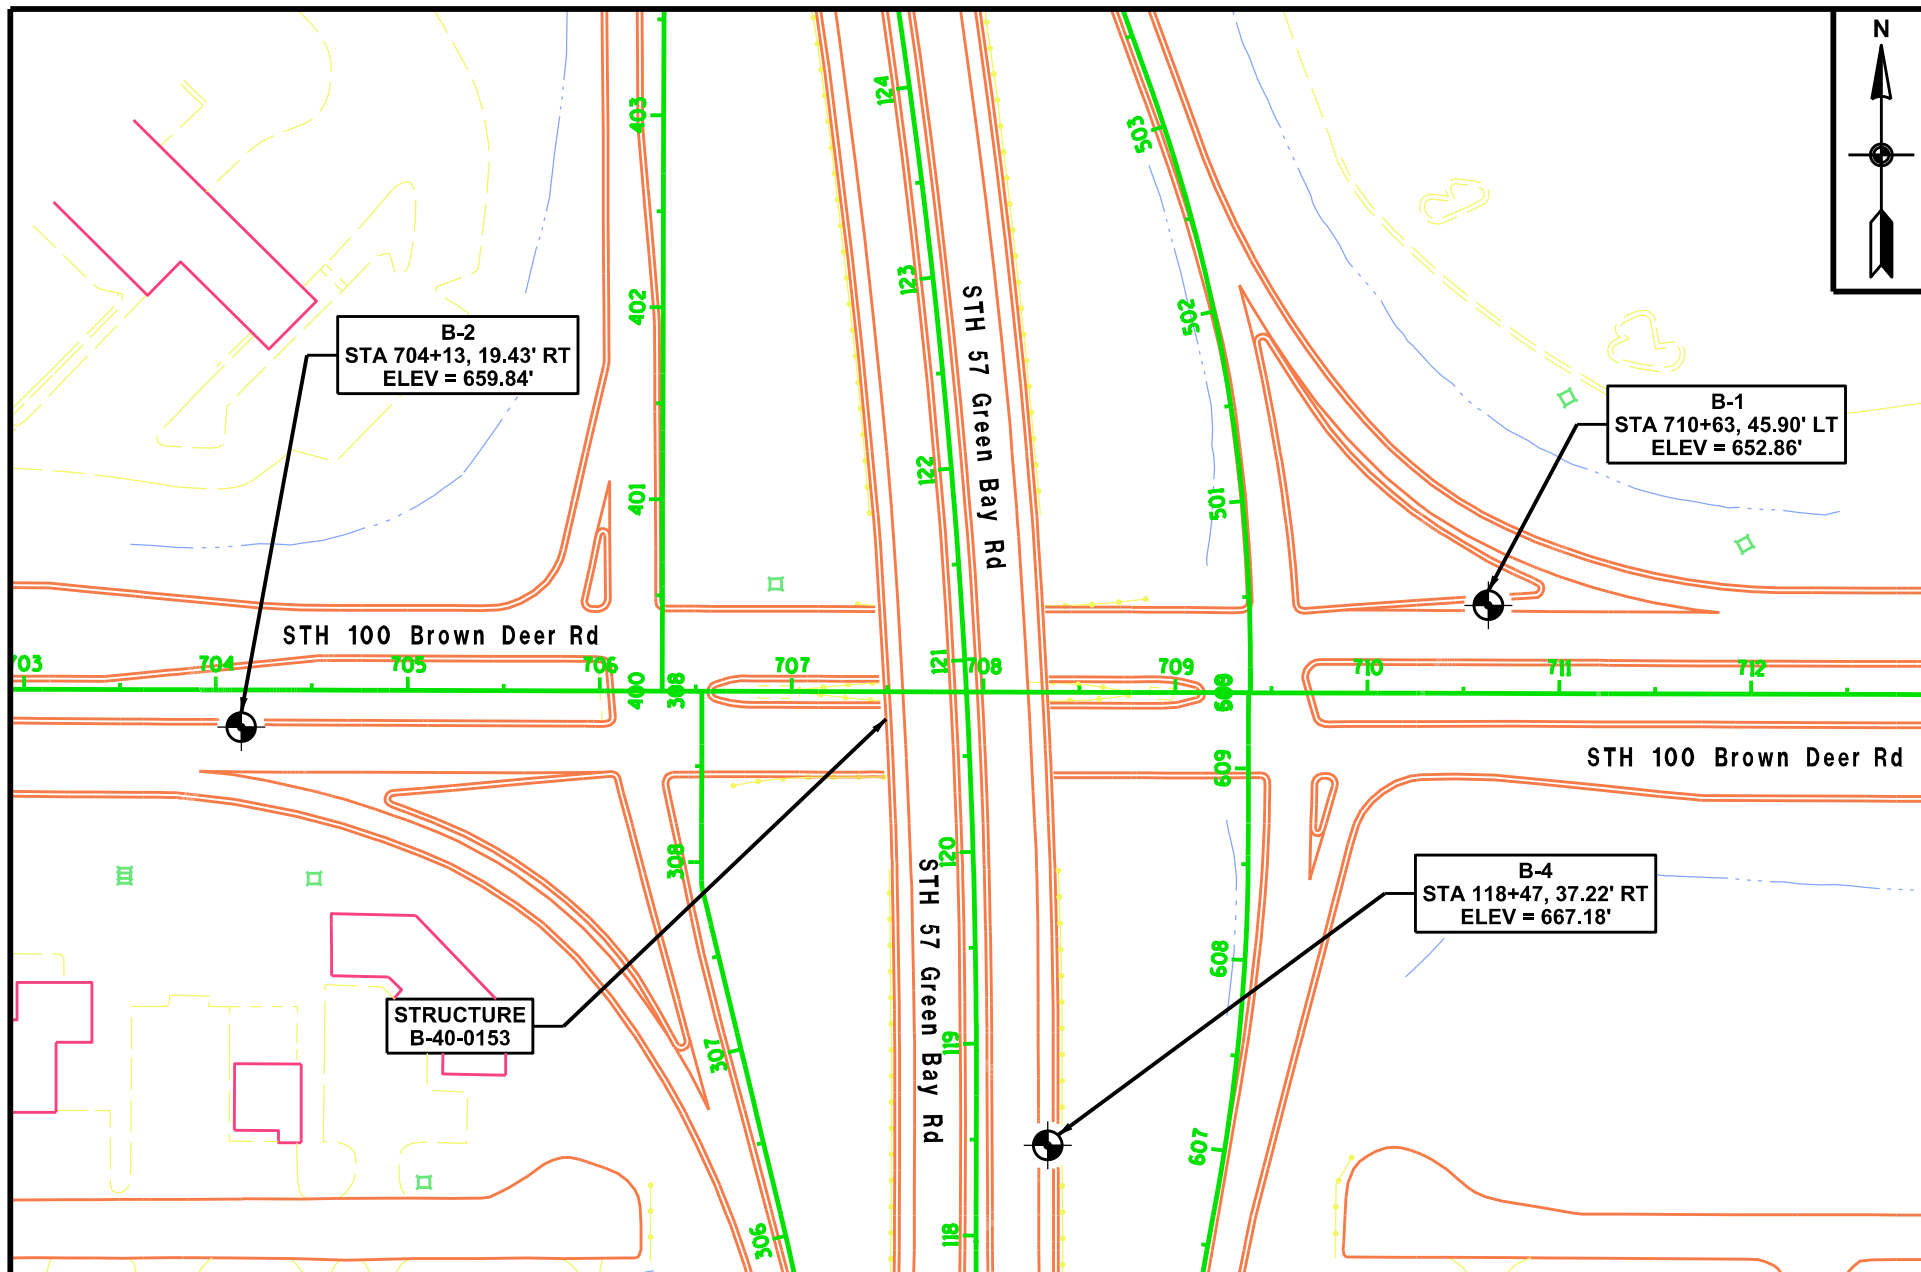 N
124
403
503
123
402
502
STH 57 Green Bay Rd
B-2
STA 704+13, 19.43' RT
ELEV = 659.84'
B-1
STA 710+63, 45.90' LT
ELEV = 652.86'
122
401
501
STH 100 Brown Deer Rd
703
704
705
706
707
121
708
709
710
711
712
400
308
609
STH 100 Brown Deer Rd
120
308
608
STH 57 Green Bay Rd
B-4
STA 118+47, 37.22' RT
ELEV = 667.18'
STRUCTURE
B-40-0153
119
307
607
118
306